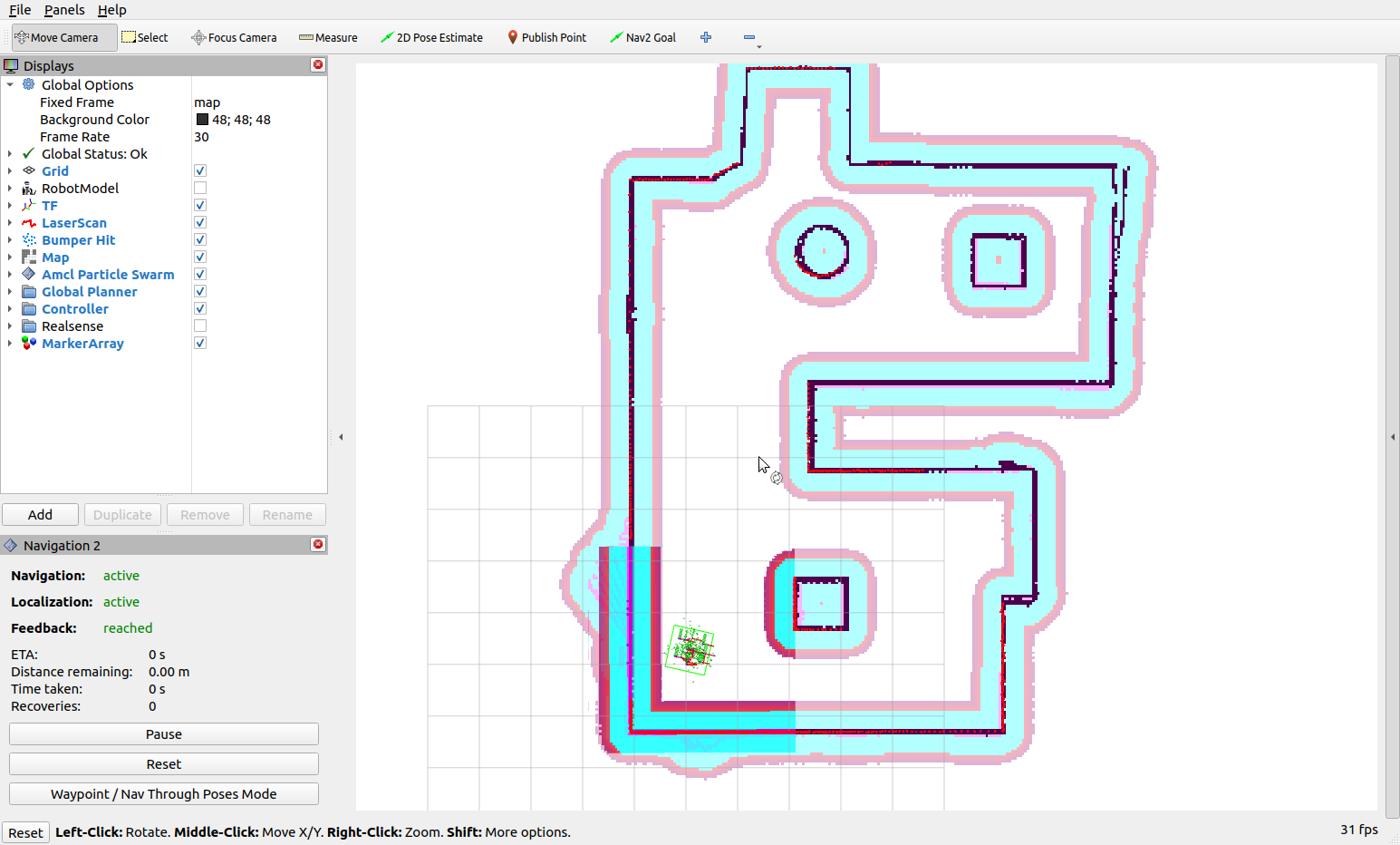 File Panels Help
Move Camera Select Focus Camera Measure 2D Pose Estimate Publish Point Nav2 Goal
Displays
Global Options
Fixed Frame map
Background Color 48; 48; 48
Frame Rate 30
Global Status: Ok
Grid
RobotModel
TF
LaserScan
Bumper Hit
Map
Amcl Particle Swarm
Global Planner
Controller
Realsense
MarkerArray
Add Duplicate Remove Rename
Navigation 2
Navigation: active
Localization: active
Feedback: reached
ETA: 0 s
Distance remaining: 0.00 m
Time taken: 0 s
Recoveries: 0
Pause
Reset
Waypoint / Nav Through Poses Mode
Reset Left-Click: Rotate. Middle-Click: Move X/Y. Right-Click: Zoom. Shift: More options. 31 fps